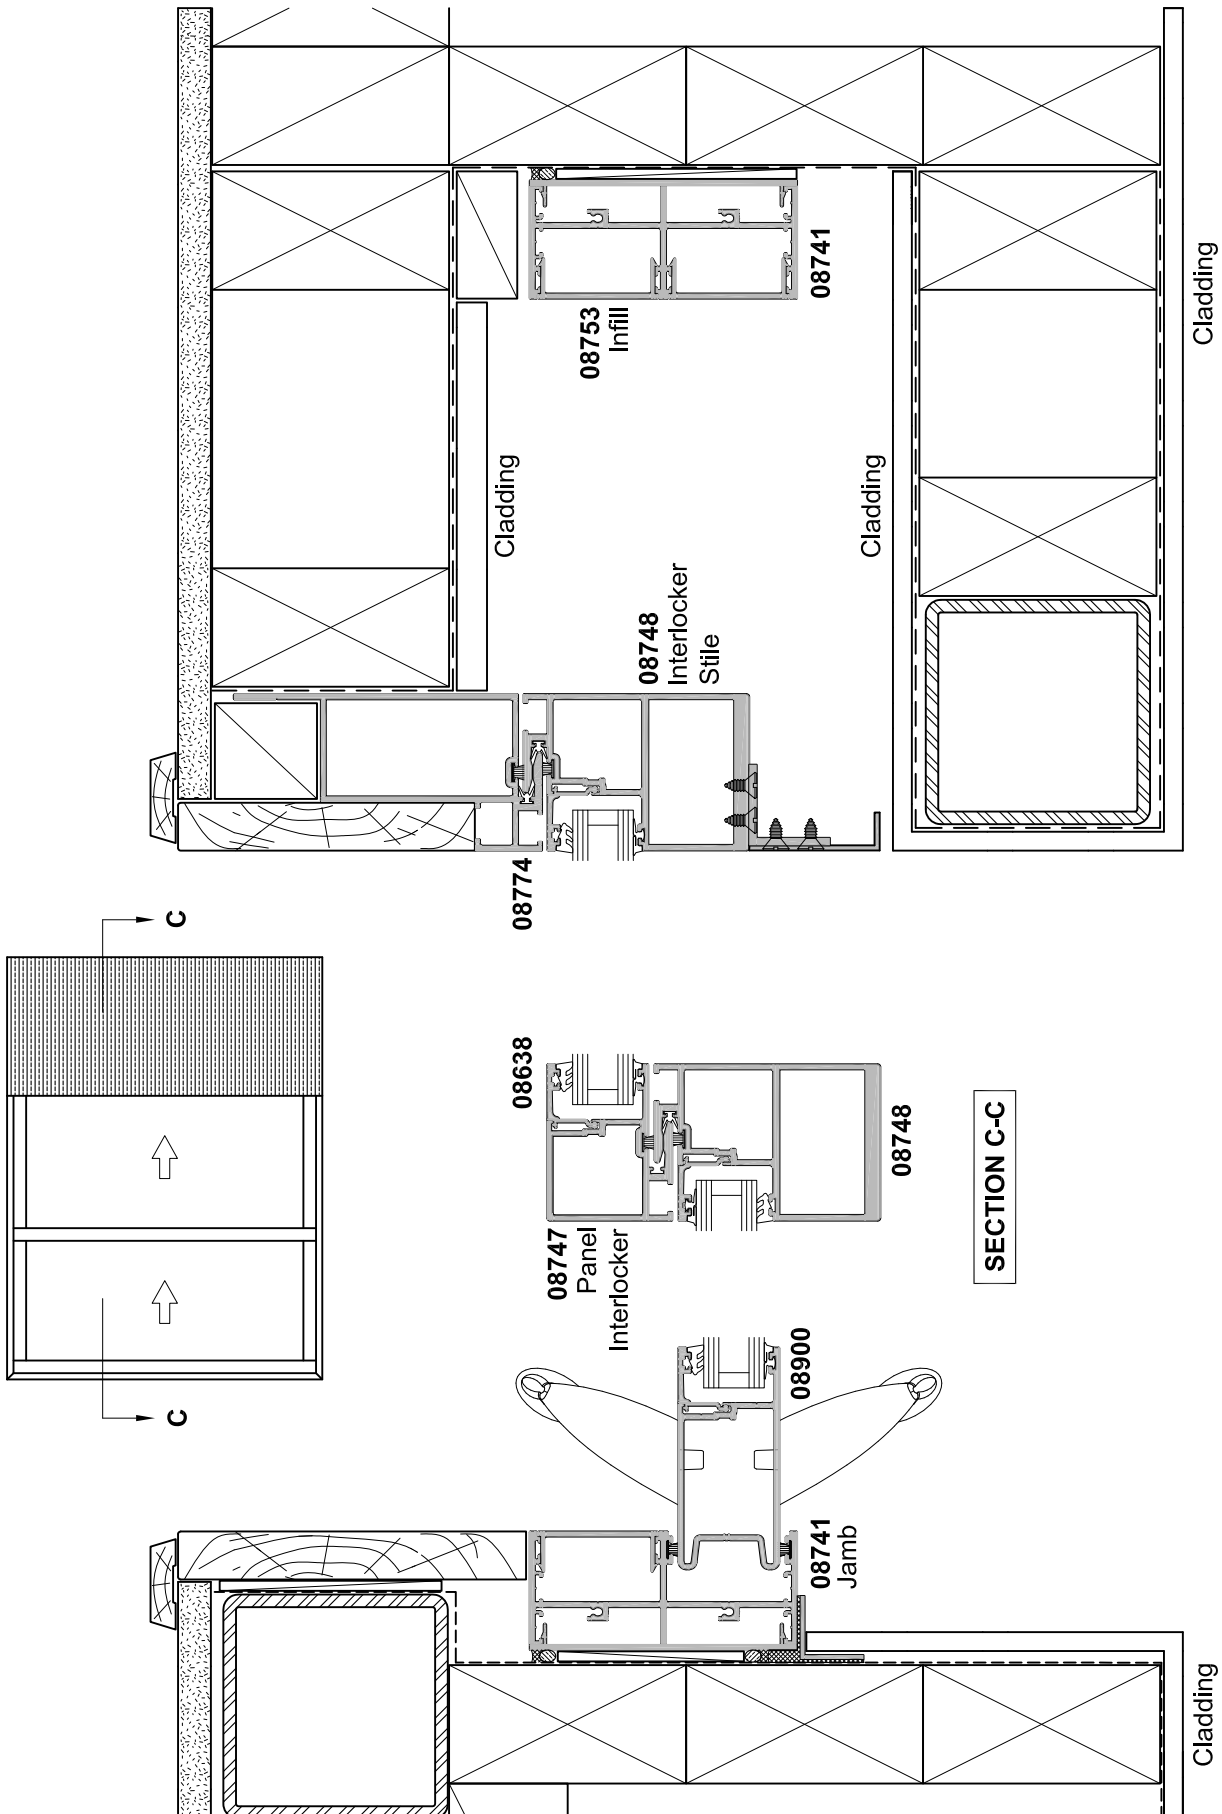 08741
08753
Infill
Cladding
Cladding
Cladding
08748
Interlocker
Stile
08774
C
08638
08748
SECTION C-C
08747
Panel
Interlocker
08900
C
08741
Jamb
Cladding